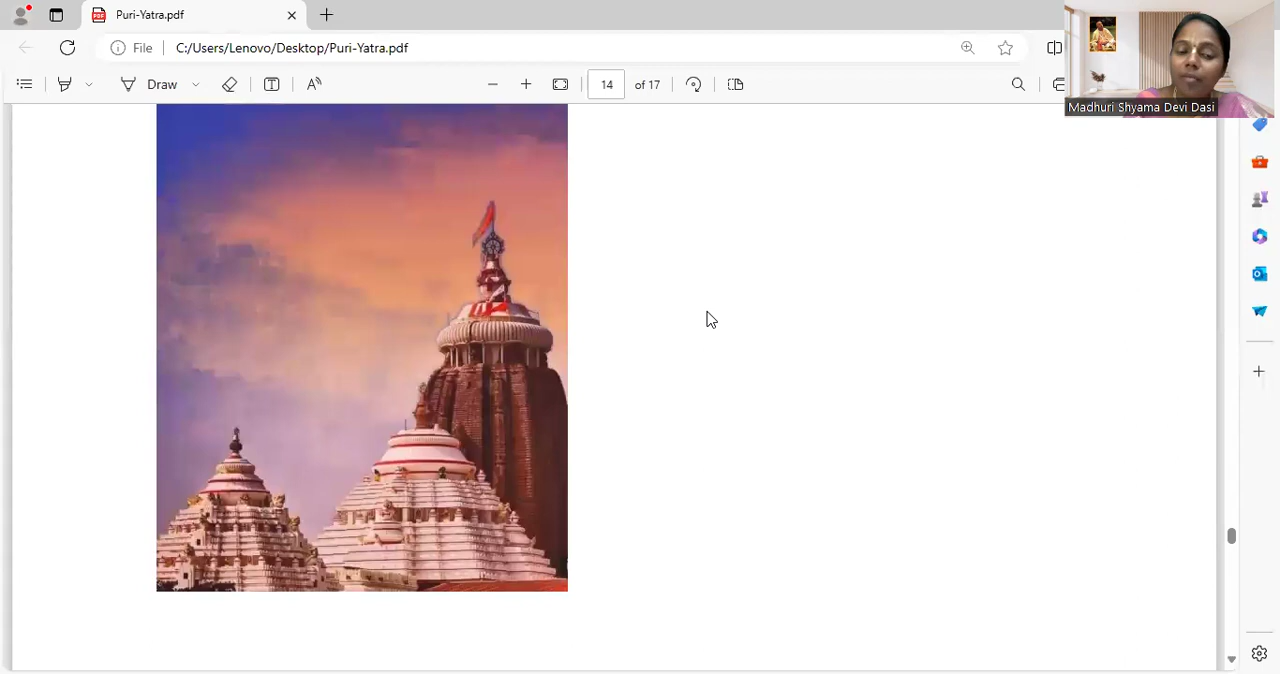 Puri-Yatra.pdf
File
C:/Users/Lenovo/Desktop/Puri-Yatra.pdf
Draw
14
of 17
Madhuri Shyama Devi Dasi